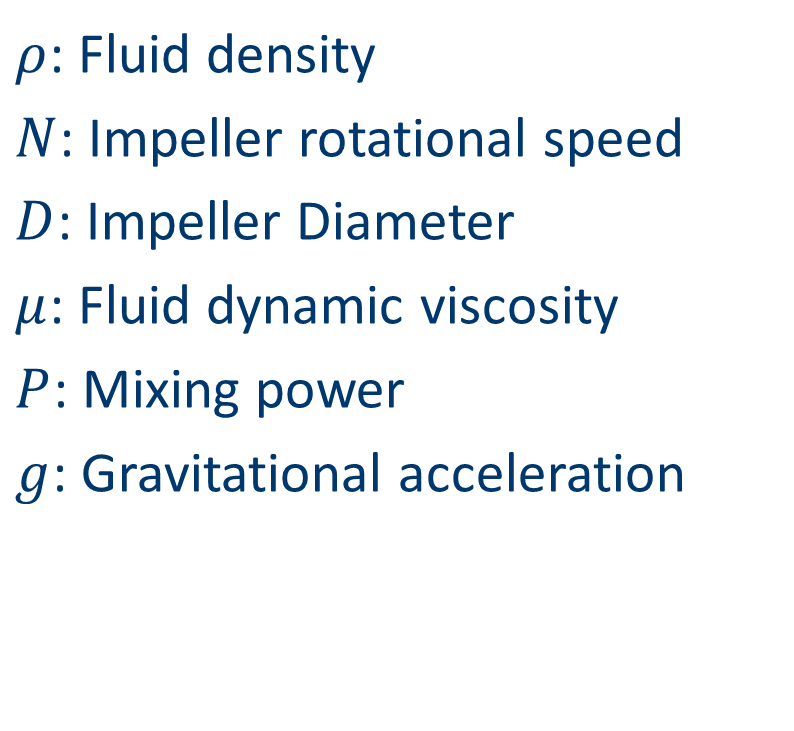 ρ: Fluid density
N: Impeller rotational speed
D: Impeller Diameter
μ: Fluid dynamic viscosity
P: Mixing power
g: Gravitational acceleration